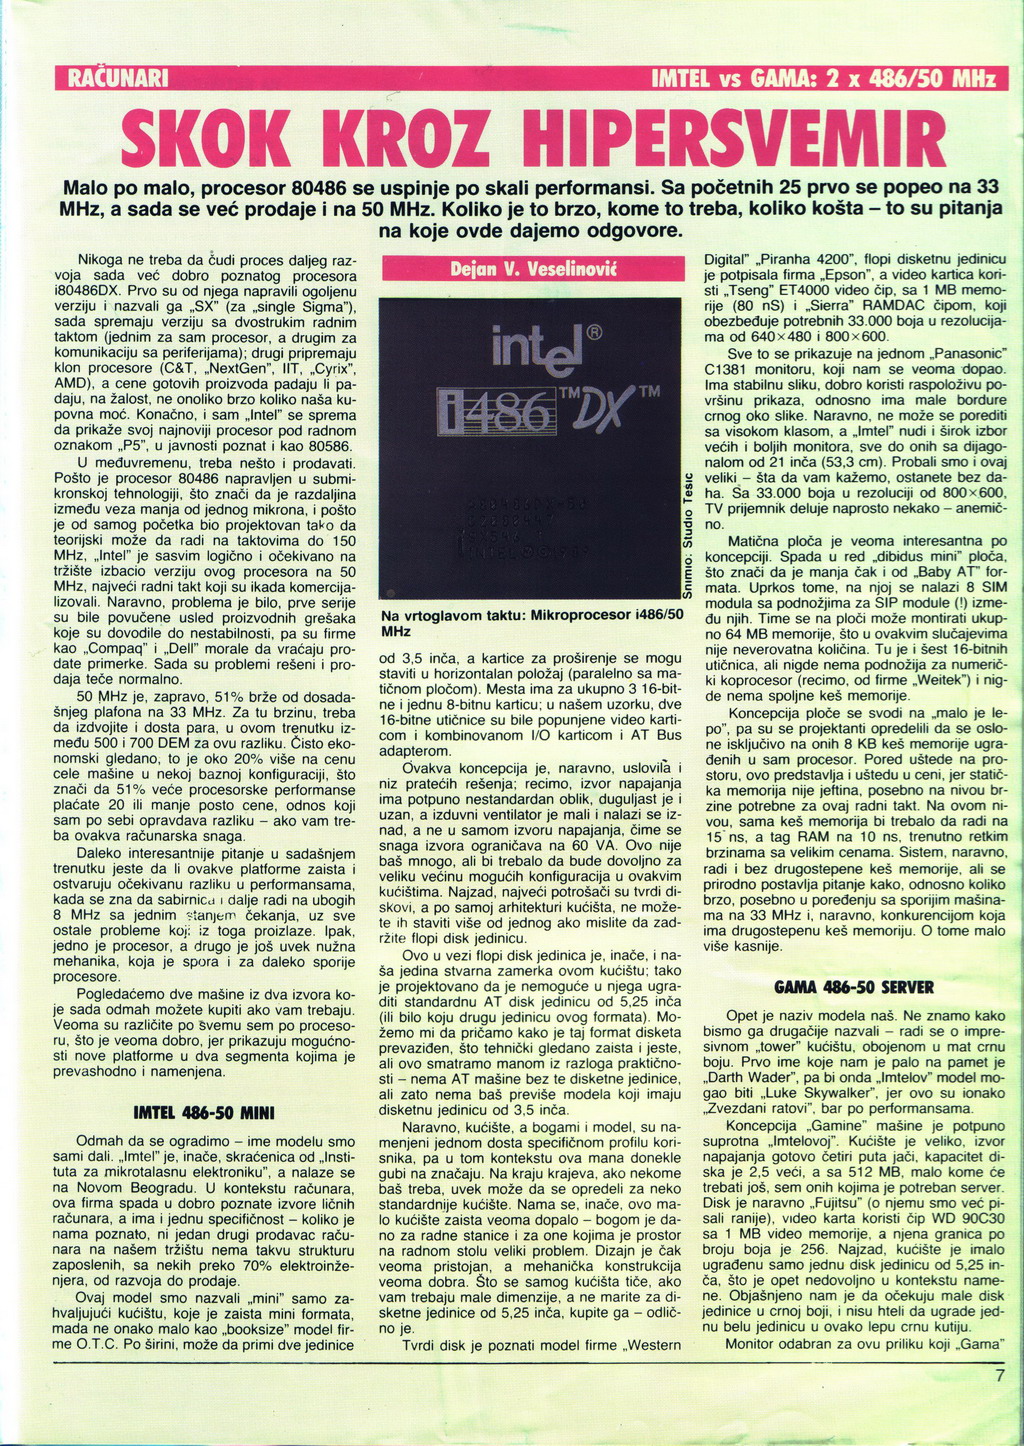 RAČUNARI
IMTEL vs GAMA: 2 x 486/50 MHz
SKOK KROZ HIPERSVEMIR
Malo po malo, procesor 80486 se uspinje po skali performansi. Sa početnih 25 prvo se popeo na 33
MHz, a sada se već prodaje i na 50 MHz. Koliko je to brzo, kome to treba, koliko košta – to su pitanja
na koje ovde dajemo odgovore.
Nikoga ne treba da čudi proces daljeg raz-
voja sada već dobro poznatog procesora
i80486DX. Prvo su od njega napravili ogoljenu
verziju i nazvali ga „SX" (za „single Sigma"),
sada spremaju verziju sa dvostrukim radnim
taktom (jednim za sam procesor, a drugim za
komunikaciju sa periferijama); drugi pripremaju
klon procesore (C&T, „NextGen", IIT, „Cyrix",
AMD), a cene gotovih proizvoda padaju li pa-
daju, na žalost, ne onoliko brzo koliko naša ku-
povna moć. Konačno, i sam „Intel" se sprema
da prikaže svoj najnoviji procesor pod radnom
oznakom „P5", u javnosti poznat i kao 80586.
U međuvremenu, treba nešto i prodavati.
Pošto je procesor 80486 napravljen u submi-
kronskoj tehnologiji, što znači da je razdaljina
između veza manja od jednog mikrona, i pošto
je od samog početka bio projektovan tako da
teorijski može da radi na taktovima do 150
MHz, „Intel" je sasvim logično i očekivano na
tržište izbacio verziju ovog procesora na 50
MHz, najveći radni takt koji su ikada komercija-
lizovali. Naravno, problema je bilo, prve serije
su bile povučene usled proizvodnih grešaka
koje su dovodile do nestabilnosti, pa su firme
kao „Compaq" i „Dell" morale da vraćaju pro-
date primerke. Sada su problemi rešeni i pro-
daja teče normalno.
50 MHz je, zapravo, 51% brže od dosada-
šnjeg plafona na 33 MHz. Za tu brzinu, treba
da izdvojite i dosta para, u ovom trenutku iz-
među 500 i 700 DEM za ovu razliku. Čisto eko-
nomski gledano, to je oko 20% više na cenu
cele mašine u nekoj baznoj konfiguraciji, što
znači da 51% veće procesorske performanse
plaćate 20 ili manje posto cene, odnos koji
sam po sebi opravdava razliku – ako vam tre-
ba ovakva računarska snaga.
Daleko interesantnije pitanje u sadašnjem
trenutku jeste da li ovakve platforme zaista i
ostvaruju očekivanu razliku u performansama,
kada se zna da sabirnica i dalje radi na ubogih
8 MHz sa jednim stanjem čekanja, uz sve
ostale probleme koji iz toga proizlaze. Ipak,
jedno je procesor, a drugo je još uvek nužna
mehanika, koja je spora i za daleko sporije
procesore.
Pogledaćemo dve mašine iz dva izvora ko-
je sada odmah možete kupiti ako vam trebaju.
Veoma su različite po svemu sem po proceso-
ru, što je veoma dobro, jer prikazuju mogućno-
sti nove platforme u dva segmenta kojima je
prevashodno i namenjena.
IMTEL 486-50 MINI
Odmah da se ogradimo – ime modelu smo
sami dali. „Imtel" je, inače, skraćenica od „Insti-
tuta za mikrotalasnu elektroniku", a nalaze se
na Novom Beogradu. U kontekstu računara,
ova firma spada u dobro poznate izvore ličnih
računara, a ima i jednu specifičnost – koliko je
nama poznato, ni jedan drugi prodavac raču-
nara na našem tržištu nema takvu strukturu
zaposlenih, sa nekih preko 70% elektroinže-
njera, od razvoja do prodaje.
Ovaj model smo nazvali „mini" samo za-
hvaljujući kućištu, koje je zaista mini formata,
mada ne onako malo kao „booksize" model fir-
me O.T.C. Po širini, može da primi dve jedinice
Dejan V. Veselinović
intel®
i486™ DX™
Snimio: Dušan Tesic
Na vrtoglavom taktu: Mikroprocesor i486/50
MHz
od 3,5 inča, a kartice za proširenje se mogu
staviti u horizontalan položaj (paralelno sa ma-
tičnom pločom). Mesta ima za ukupno 3 16-bit-
ne i jednu 8-bitnu karticu; u našem uzorku, dve
16-bitne utičnice su bile popunjene video karti-
com i kombinovanom I/O karticom i AT Bus
adapterom.
Ovakva koncepcija je, naravno, uslovila i
niz pratećih rešenja; recimo, izvor napajanja
ima potpuno nestandardan oblik, duguljast je i
uzan, a izduvni ventilator je mali i nalazi se iz-
nad, a ne u samom izvoru napajanja, čime se
snaga izvora ograničava na 60 VA. Ovo nije
baš mnogo, ali bi trebalo da bude dovoljno za
veliku većinu mogućih konfiguracija u ovakvim
kućištima. Najzad, najveći potrošači su tvrdi di-
skovi, a po samoj arhitekturi kućišta, ne može-
te ih staviti više od jednog ako mislite da zad-
ržite flopi disk jedinicu.
Ovo u vezi flopi disk jedinica je, inače, i na-
ša jedina stvarna zamerka ovom kućištu; tako
je projektovano da je nemoguće u njega ugra-
diti standardnu AT disk jedinicu od 5,25 inča
(ili bilo koju drugu jedinicu ovog formata). Mo-
žemo mi da pričamo kako je taj format disketa
prevaziđen, što tehnički gledano zaista i jeste,
ali ovo smatramo manom iz razloga praktično-
sti – nema AT mašine bez te disketne jedinice,
ali zato nema baš previše modela koji imaju
disketnu jedinicu od 3,5 inča.
Naravno, kućište, a bogami i model, su na-
menjeni jednom dosta specifičnom profilu kori-
snika, pa u tom kontekstu ova mana donekle
gubi na značaju. Na kraju krajeva, ako nekome
baš treba, uvek može da se opredeli za neko
standardnije kućište. Nama se, inače, ovo ma-
lo kućište zaista veoma dopalo – bogom je da-
no za radne stanice i za one kojima je prostor
na radnom stolu veliki problem. Dizajn je čak
veoma pristojan, a mehanička konstrukcija
veoma dobra. Što se samog kućišta tiče, ako
vam trebaju male dimenzije, a ne marite za di-
sketne jedinice od 5,25 inča, kupite ga – odlič-
no je.
Tvrdi disk je poznati model firme „Western
Digital" „Piranha 4200", flopi disketnu jedinicu
je potpisala firma „Epson", a video kartica kori-
sti „Tseng" ET4000 video čip, sa 1 MB memo-
rije (80 nS) i „Sierra" RAMDAC čipom, koji
obezbeđuje potrebnih 33.000 boja u rezolucija-
ma od 640×480 i 800×600.
Sve to se prikazuje na jednom „Panasonic"
C1381 monitoru, koji nam se veoma dopao.
Ima stabilnu sliku, dobro koristi raspoloživu po-
vršinu prikaza, odnosno ima male bordure
crnog oko slike. Naravno, ne može se porediti
sa visokom klasom, a „Imtel" nudi i širok izbor
većih i boljih monitora, sve do onih sa dijago-
nalom od 21 inča (53,3 cm). Probali smo i ovaj
veliki – šta da vam kažemo, ostanete bez da-
ha. Sa 33.000 boja u rezoluciji od 800×600,
TV prijemnik deluje naprosto nekako – anemič-
no.
Matična ploča je veoma interesantna po
koncepciji. Spada u red „dibidus mini" ploča,
što znači da je manja čak i od „Baby AT" for-
mata. Uprkos tome, na njoj se nalazi 8 SIM
modula sa podnožjima za SIP module (!) izme-
đu njih. Time se na ploči može montirati ukup-
no 64 MB memorije, što u ovakvim slučajevima
nije neverovatna količina. Tu je i šest 16-bitnih
utičnica, ali nigde nema podnožija za numerič-
ki koprocesor (recimo, od firme „Weitek") i nig-
de nema spoljne keš memorije.
Koncepcija ploče se svodi na „malo je le-
po", pa su se projektanti opredelili da se oslo-
ne isključivo na onih 8 KB keš memorije ugra-
đenih u sam procesor. Pored uštede na pro-
storu, ovo predstavlja i uštedu u ceni, jer statič-
ka memorija nije jeftina, posebno na nivou br-
zine potrebne za ovaj radni takt. Na ovom ni-
vou, sama keš memorija bi trebalo da radi na
15 ns, a tag RAM na 10 ns, trenutno retkim
brzinama sa velikim cenama. Sistem, naravno,
radi i bez drugostepene keš memorije, ali se
prirodno postavlja pitanje kako, odnosno koliko
brzo, posebno u poređenju sa sporijim mašina-
ma na 33 MHz i, naravno, konkurencijom koja
ima drugostepenu keš memoriju. O tome malo
više kasnije.
GAMA 486-50 SERVER
Opet je naziv modela naš. Ne znamo kako
bismo ga drugačije nazvali – radi se o impre-
sivnom „tower" kućištu, obojenom u mat crnu
boju. Prvo ime koje nam je palo na pamet je
„Darth Wader", pa bi onda „Imtelov" model mo-
gao biti „Luke Skywalker", jer ovo su ionako
„Zvezdani ratovi", bar po performansama.
Koncepcija „Gamine" mašine je potpuno
suprotna „Imtelovoj". Kućište je veliko, izvor
napajanja gotovo četiri puta jači, kapacitet di-
ska je 2,5 veći, a sa 512 MB, malo kome će
trebati još, sem onih kojima je potreban server.
Disk je naravno „Fujitsu" (o njemu smo već pi-
sali ranije), video karta koristi čip WD 90C30
sa 1 MB video memorije, a njena granica po
broju boja je 256. Najzad, kućište je imalo
ugrađenu samo jednu disk jedinicu od 5,25 in-
ča, što je opet nedovoljno u kontekstu name-
ne. Objašnjeno nam je da očekuju male disk
jedinice u crnoj boji, i nisu hteli da ugrade jed-
nu belu jedinicu u ovako lepu crnu kutiju.
Monitor odabran za ovu priliku koji „Gama"
7